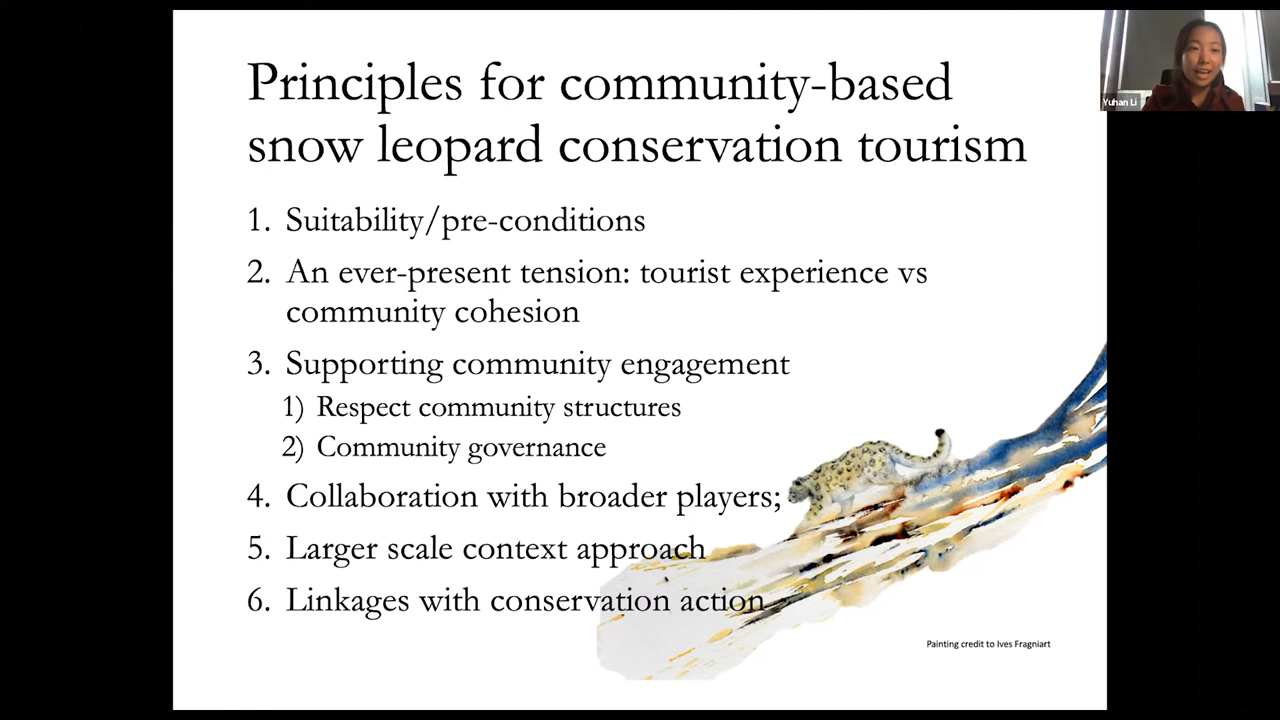 Principles for community-based
snow leopard conservation tourism
1. Suitability/pre-conditions
2. An ever-present tension: tourist experience vs
community cohesion
3. Supporting community engagement
1) Respect community structures
2) Community governance
4. Collaboration with broader players;
5. Larger scale context approach
6. Linkages with conservation action
Painting credit to Ives Fragniart
Yuhan Li